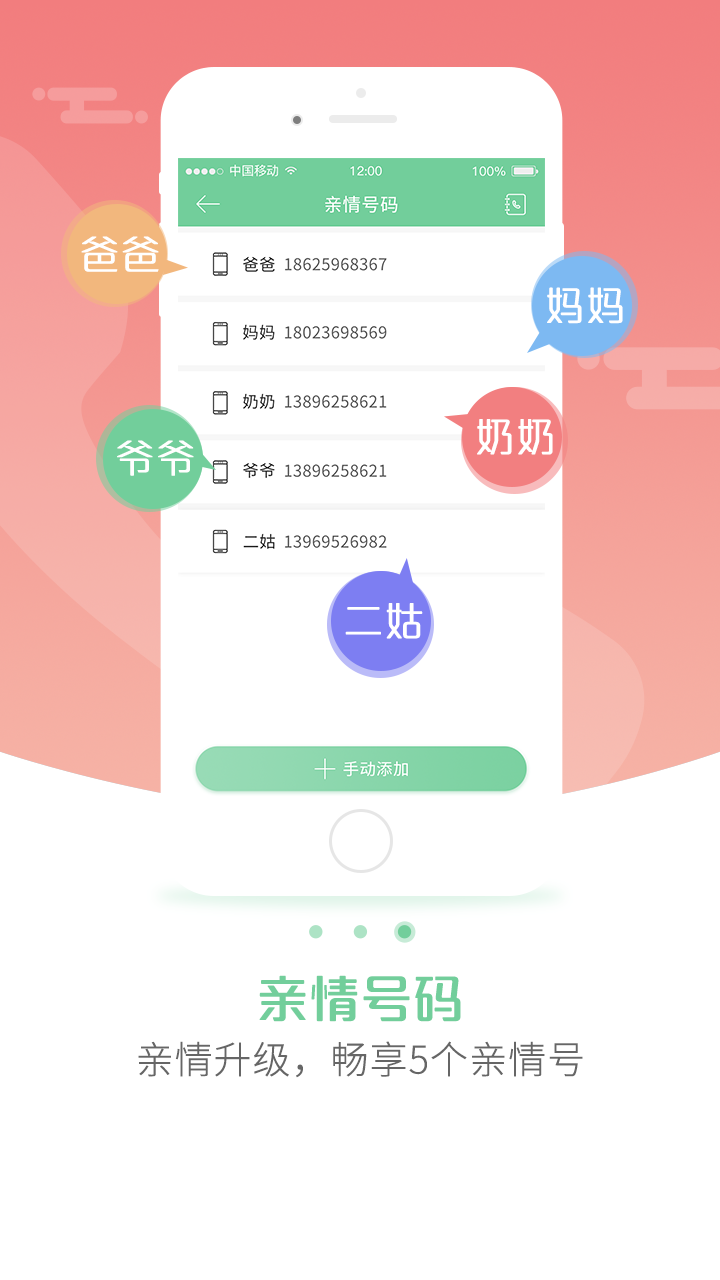 中国移动 12:00 100%
亲情号码
爸爸
爸爸 18625968367
妈妈
妈妈 18023698569
奶奶 13896258621
奶奶
爷爷
爷爷 13896258621
二姑 13969526982
二姑
手动添加
亲情号码
亲情升级，畅享5个亲情号